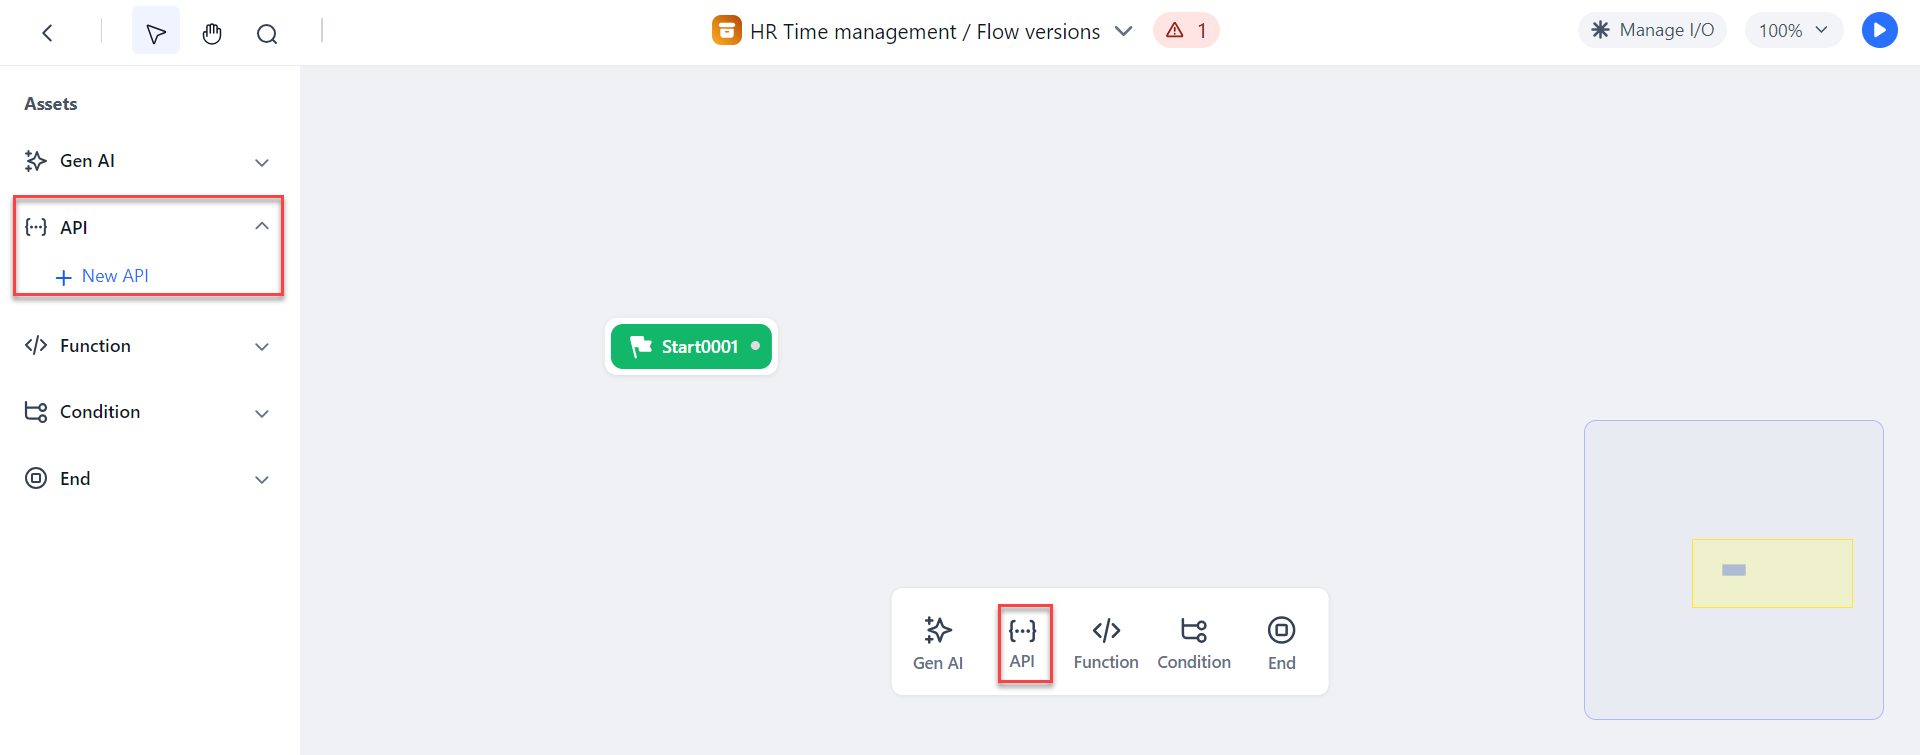 HR Time management / Flow versions
1
Manage I/O
100%
Assets
Gen AI
API
New API
Function
Condition
End
Start0001
Gen AI
API
Function
Condition
End